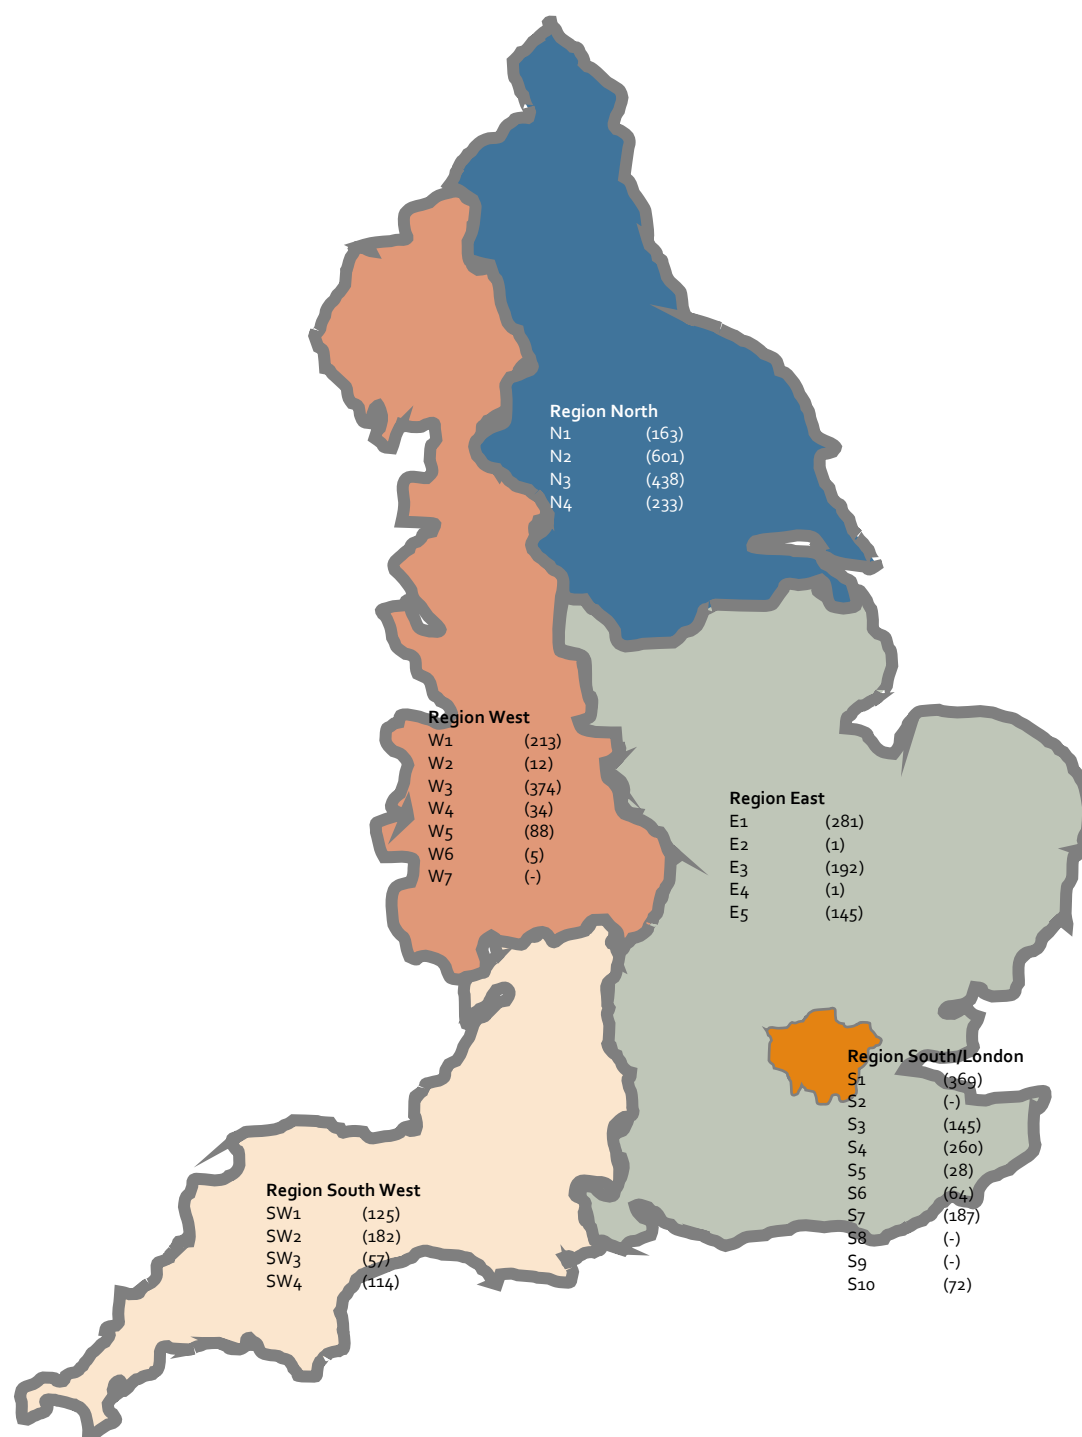 Region North
N1 (163)
N2 (601)
N3 (438)
N4 (233)
Region West
W1 (213)
W2 (12)
W3 (374)
W4 (34)
W5 (88)
W6 (5)
W7 (-)
Region East
E1 (281)
E2 (1)
E3 (192)
E4 (1)
E5 (145)
Region South/London
S1 (369)
S2 (-)
S3 (145)
S4 (260)
S5 (28)
S6 (64)
S7 (187)
S8 (-)
S9 (-)
S10 (72)
Region South West
SW1 (125)
SW2 (182)
SW3 (57)
SW4 (114)